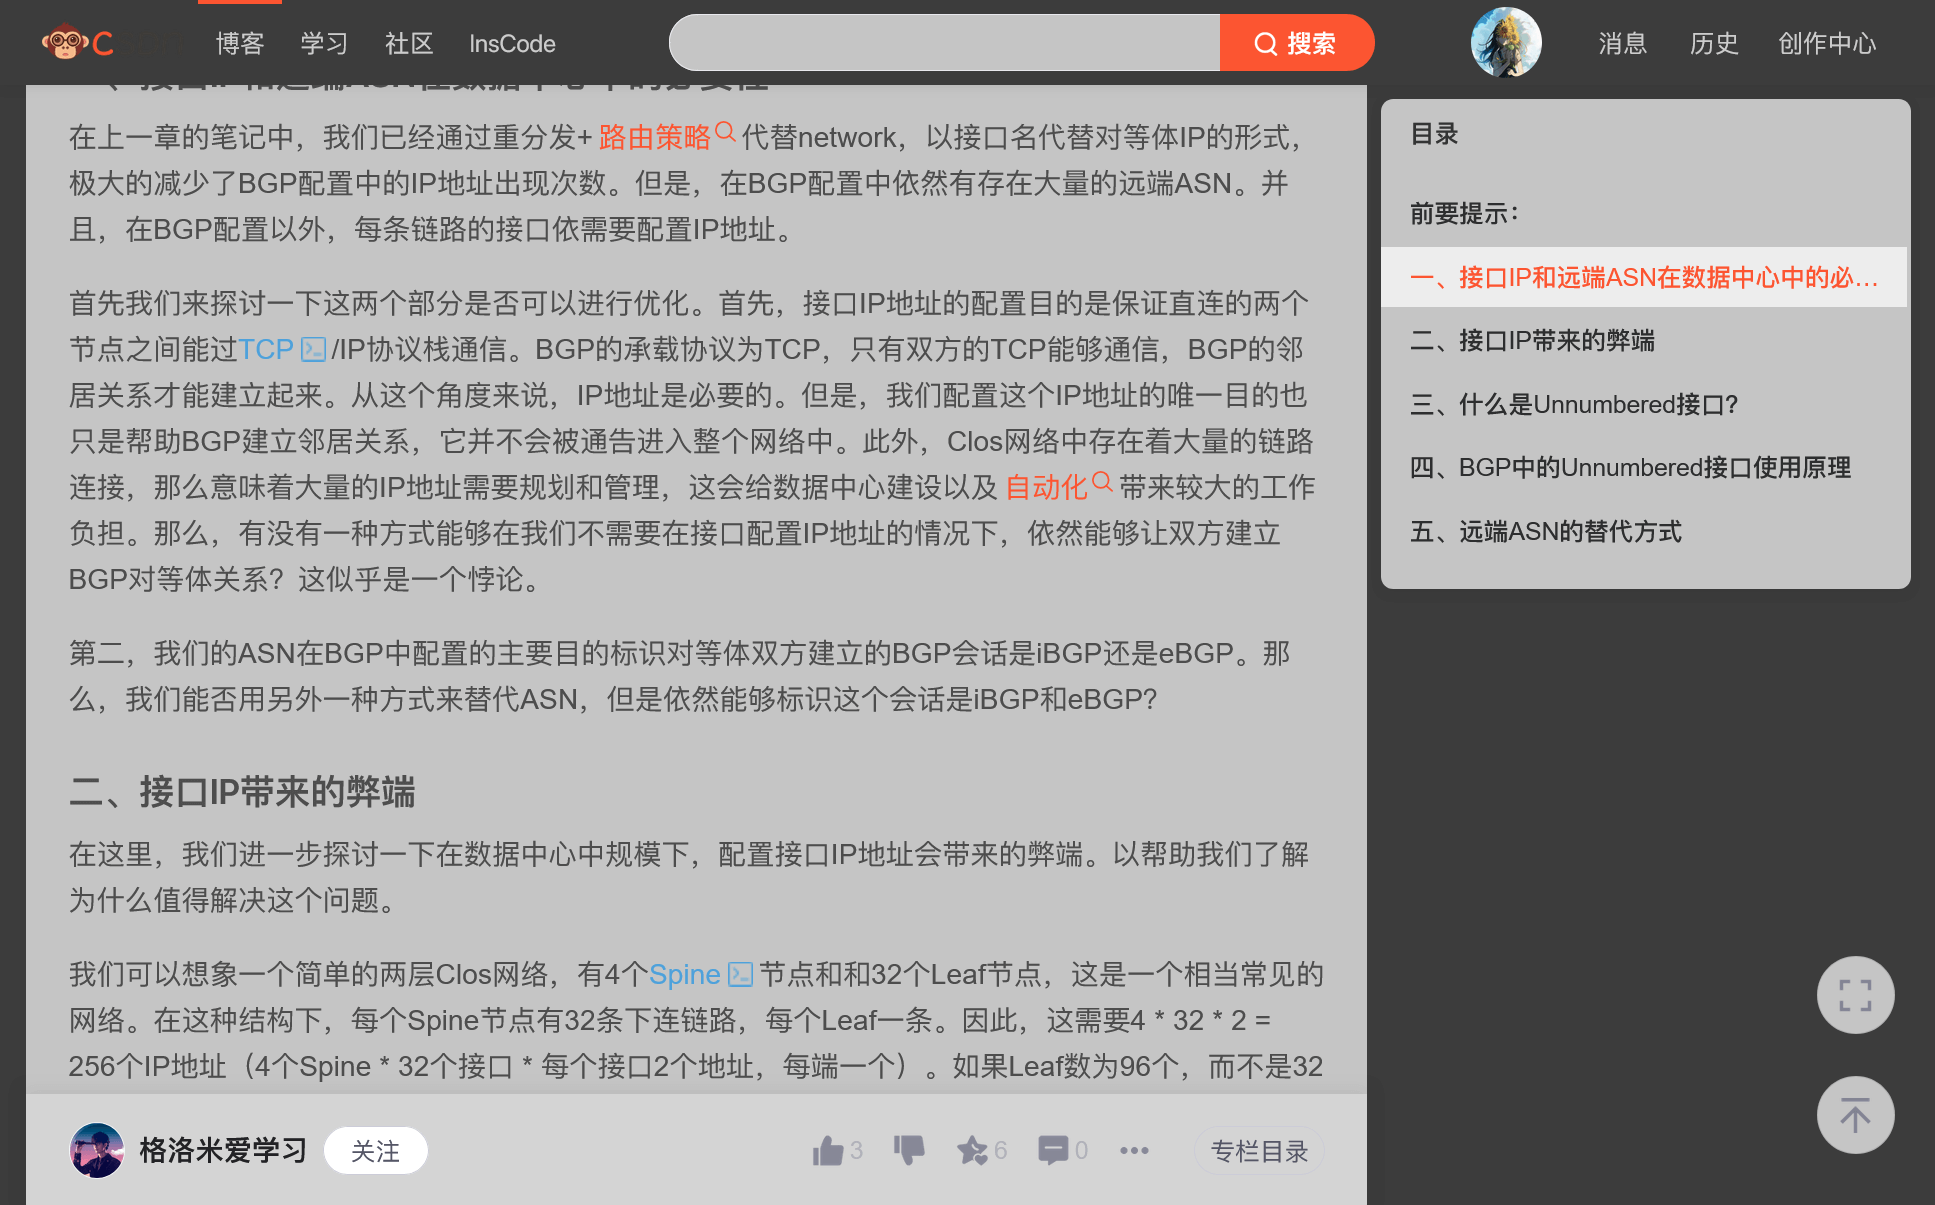 C
博客
学习
社区
InsCode
搜索
消息
历史
创作中心
一、接口IP和远端ASN在数据中心中的必要性
在上一章的笔记中，我们已经通过重分发+ 路由策略 代替network，以接口名代替对等体IP的形式，
极大的减少了BGP配置中的IP地址出现次数。但是，在BGP配置中依然有存在大量的远端ASN。并
且，在BGP配置以外，每条链路的接口依需要配置IP地址。
首先我们来探讨一下这两个部分是否可以进行优化。首先，接口IP地址的配置目的是保证直连的两个
节点之间能过TCP /IP协议栈通信。BGP的承载协议为TCP，只有双方的TCP能够通信，BGP的邻
居关系才能建立起来。从这个角度来说，IP地址是必要的。但是，我们配置这个IP地址的唯一目的也
只是帮助BGP建立邻居关系，它并不会被通告进入整个网络中。此外，Clos网络中存在着大量的链路
连接，那么意味着大量的IP地址需要规划和管理，这会给数据中心建设以及 自动化 带来较大的工作
负担。那么，有没有一种方式能够在我们不需要在接口配置IP地址的情况下，依然能够让双方建立
BGP对等体关系？这似乎是一个悖论。
第二，我们的ASN在BGP中配置的主要目的标识对等体双方建立的BGP会话是iBGP还是eBGP。那
么，我们能否用另外一种方式来替代ASN，但是依然能够标识这个会话是iBGP和eBGP？
二、接口IP带来的弊端
在这里，我们进一步探讨一下在数据中心中规模下，配置接口IP地址会带来的弊端。以帮助我们了解
为什么值得解决这个问题。
我们可以想象一个简单的两层Clos网络，有4个Spine 节点和和32个Leaf节点，这是一个相当常见的
网络。在这种结构下，每个Spine节点有32条下连链路，每个Leaf一条。因此，这需要4 * 32 * 2 =
256个IP地址（4个Spine * 32个接口 * 每个接口2个地址，每端一个）。如果Leaf数为96个，而不是32
格洛米爱学习
关注
3
6
0
专栏目录
目录
前要提示：
一、接口IP和远端ASN在数据中心中的必…
二、接口IP带来的弊端
三、什么是Unnumbered接口？
四、BGP中的Unnumbered接口使用原理
五、远端ASN的替代方式